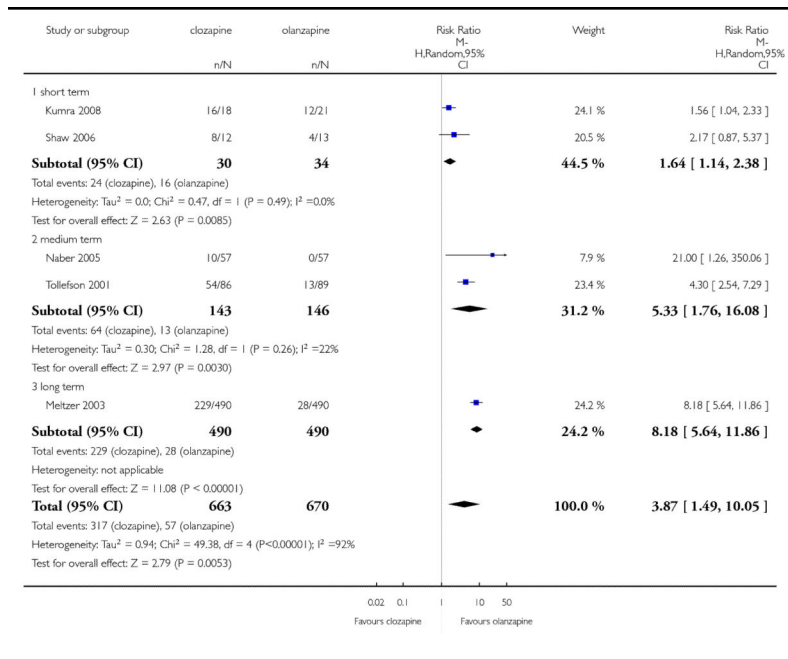 Study or subgroup clozapine olanzapine Risk Ratio Weight Risk Ratio
M-H,Random,95% CI M-H,Random,95% CI
n/N n/N
1 short term
Kumra 2008 16/18 12/21 24.1 % 1.56 [ 1.04, 2.33 ]
Shaw 2006 8/12 4/13 20.5 % 2.17 [ 0.87, 5.37 ]
Subtotal (95% CI) 30 34 44.5 % 1.64 [ 1.14, 2.38 ]
Total events: 24 (clozapine), 16 (olanzapine)
Heterogeneity: Tau² = 0.0; Chi² = 0.47, df = 1 (P = 0.49); I² =0.0%
Test for overall effect: Z = 2.63 (P = 0.0085)
2 medium term
Naber 2005 10/57 0/57 7.9 % 21.00 [ 1.26, 350.06 ]
Tollefson 2001 54/86 13/89 23.4 % 4.30 [ 2.54, 7.29 ]
Subtotal (95% CI) 143 146 31.2 % 5.33 [ 1.76, 16.08 ]
Total events: 64 (clozapine), 13 (olanzapine)
Heterogeneity: Tau² = 0.30; Chi² = 1.28, df = 1 (P = 0.26); I² =22%
Test for overall effect: Z = 2.97 (P = 0.0030)
3 long term
Meltzer 2003 229/490 28/490 24.2 % 8.18 [ 5.64, 11.86 ]
Subtotal (95% CI) 490 490 24.2 % 8.18 [ 5.64, 11.86 ]
Total events: 229 (clozapine), 28 (olanzapine)
Heterogeneity: not applicable
Test for overall effect: Z = 11.08 (P < 0.00001)
Total (95% CI) 663 670 100.0 % 3.87 [ 1.49, 10.05 ]
Total events: 317 (clozapine), 57 (olanzapine)
Heterogeneity: Tau² = 0.94; Chi² = 49.38, df = 4 (P<0.00001); I² =92%
Test for overall effect: Z = 2.79 (P = 0.0053)
0.02 0.1 1 10 50
Favours clozapine Favours olanzapine